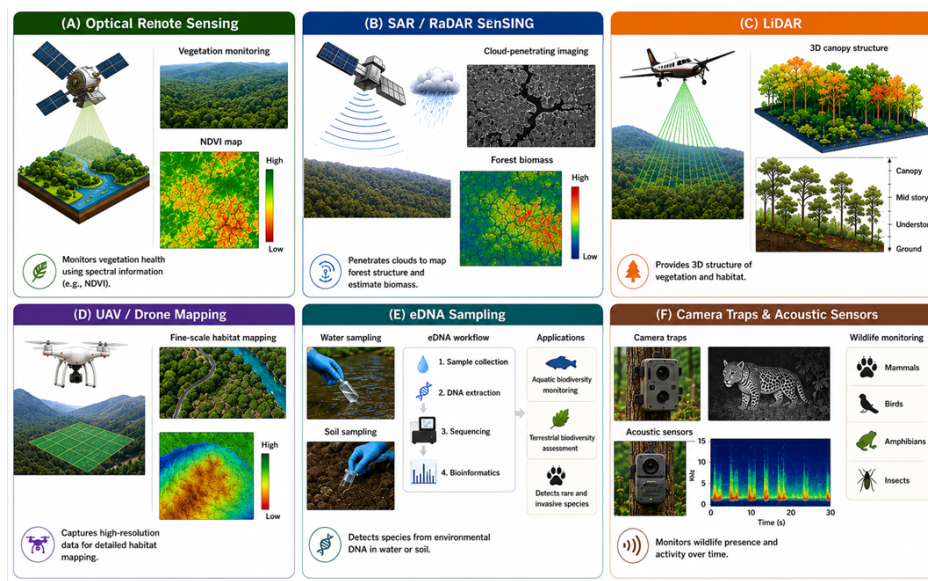 (A) Optical Remote Sensing
Vegetation monitoring
NDVI map
High
Low
Monitors vegetation health
using spectral information
(e.g., NDVI).
(B) SAR / RaDAR SENSING
Cloud-penetrating imaging
Forest biomass
High
Low
Penetrates clouds to map
forest structure and
estimate biomass.
(C) LiDAR
3D canopy structure
Canopy
Mid story
Understor
Ground
Provides 3D structure of
vegetation and habitat.
(D) UAV / Drone Mapping
Fine-scale habitat mapping
High
Low
Captures high-resolution
data for detailed habitat
mapping.
(E) eDNA Sampling
Water sampling
Soil sampling
eDNA workflow
1. Sample collection
2. DNA extraction
3. Sequencing
4. Bioinformatics
Applications
Aquatic biodiversity
monitoring
Terrestrial biodiversity
assessment
Detects rare and
invasive species
Detects species from environmental
DNA in water or soil.
(F) Camera Traps & Acoustic Sensors
Camera traps
Acoustic sensors
KHz
15
10
5
0
0
10
20
30
Time (s)
Wildlife monitoring
Mammals
Birds
Amphibians
Insects
Monitors wildlife presence and
activity over time.